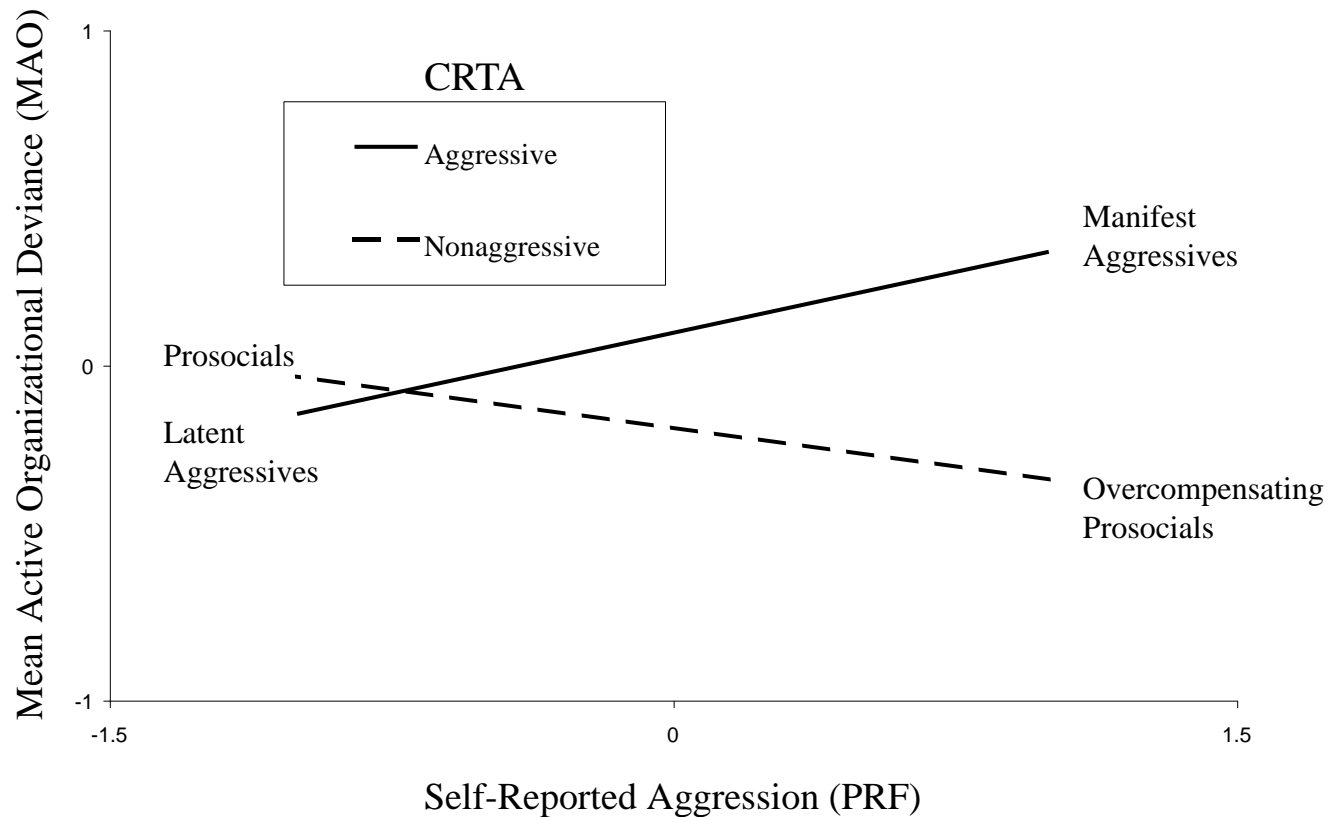 Mean Active Organizational Deviance (MAO)
1
0
-1
CRTA
Aggressive
Nonaggressive
Manifest
Aggressives
Prosocials
Latent
Aggressives
Overcompensating
Prosocials
-1.5
0
1.5
Self-Reported Aggression (PRF)